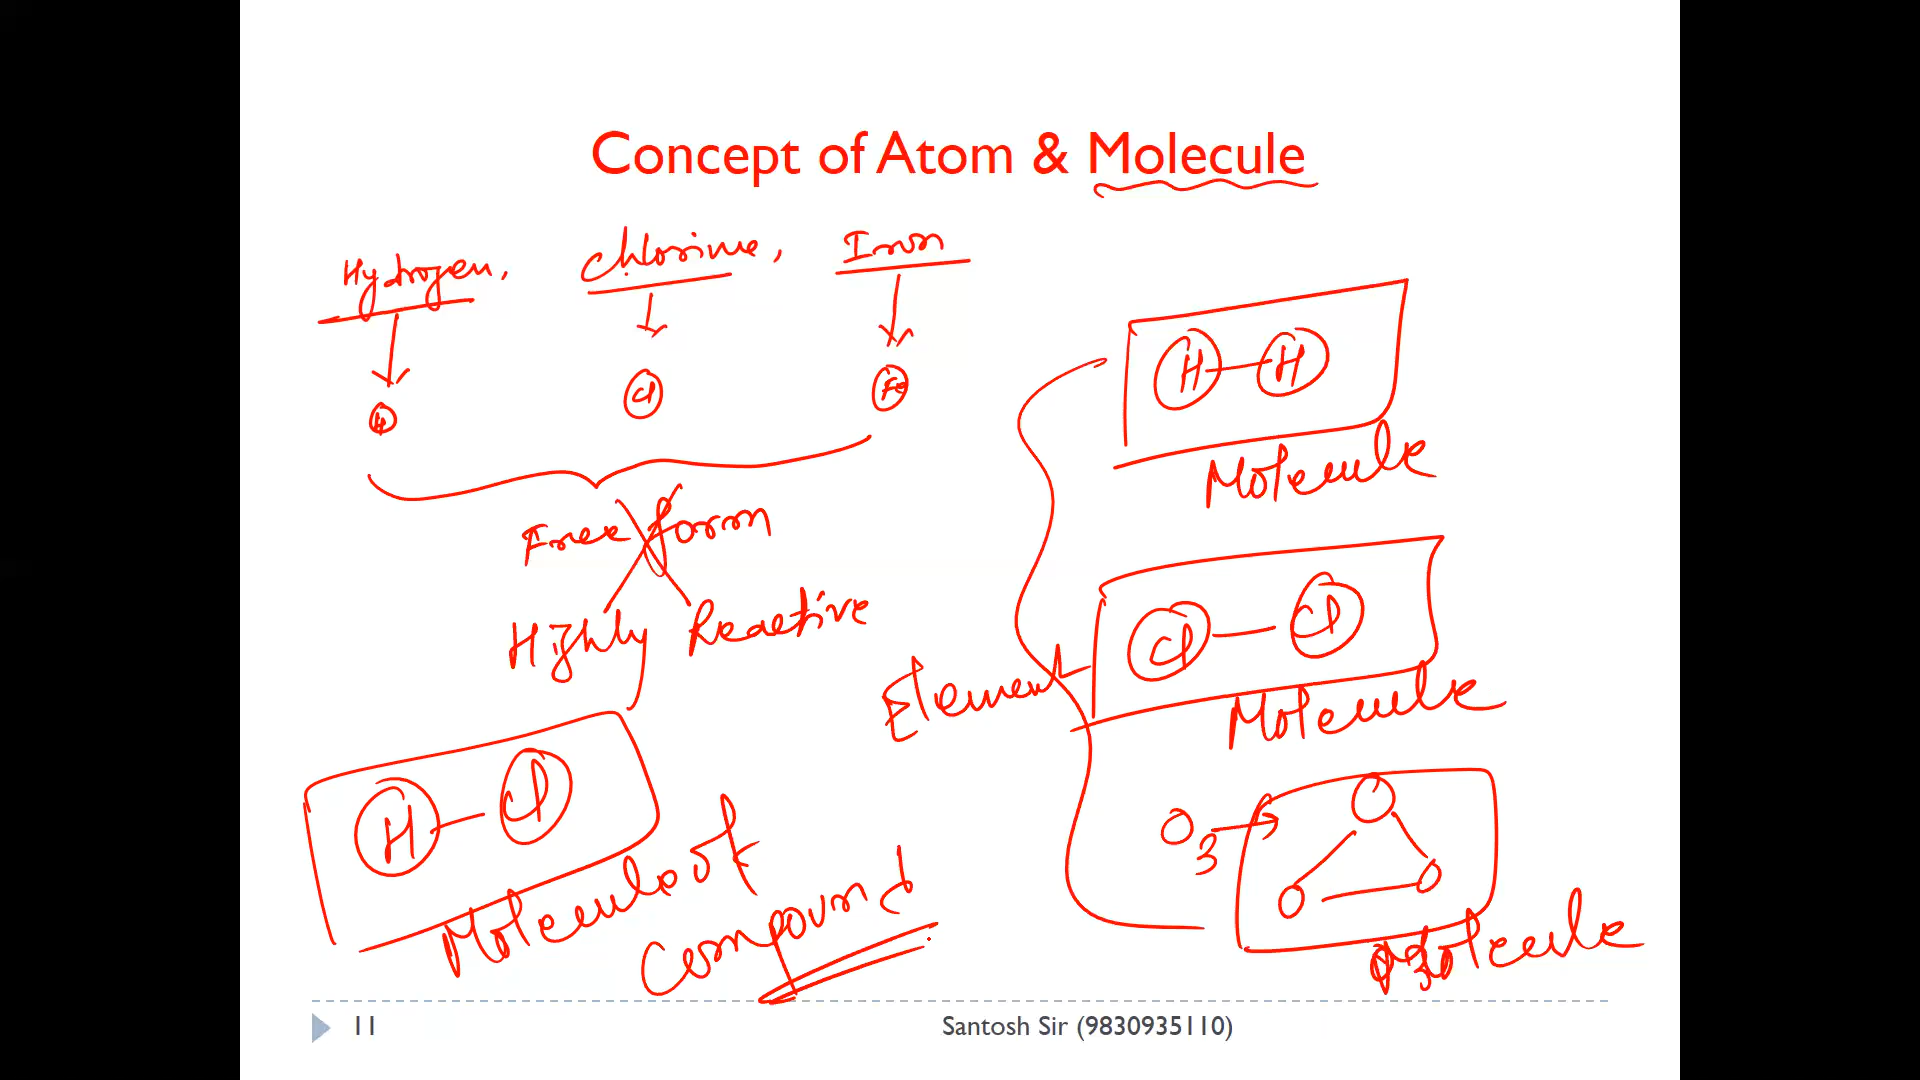 Concept of Atom & Molecule
Hydrogen, Chlorine, Iron
H Cl Fe
Free form
Highly Reactive
H - Cl
Molecule of
Compound
H - H
Molecule
Cl - Cl
Molecule
Element
O3
Molecule
11
Santosh Sir (9830935110)